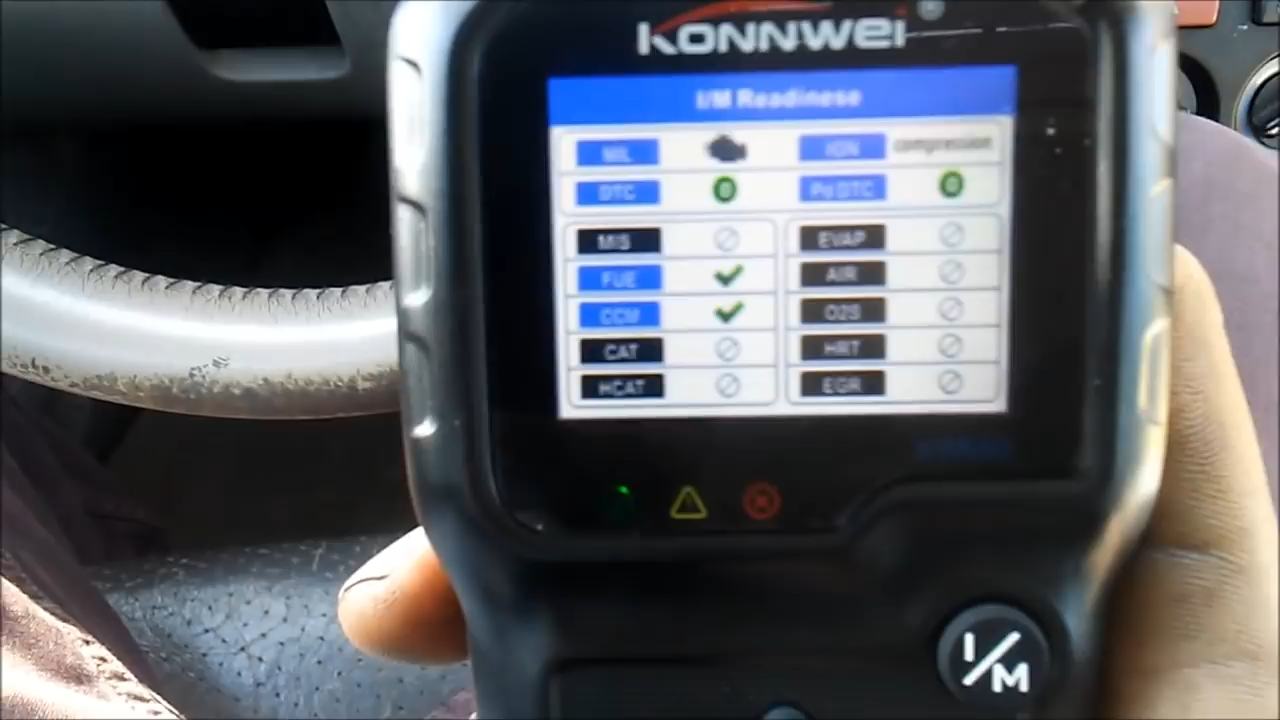 KONNWEI®
I/M Readinese
MIL IGN compression
DTC 0 Pd DTC 0
MIS EVAP
FUE AIR
CCM O2S
CAT HRT
HCAT EGR
I/M